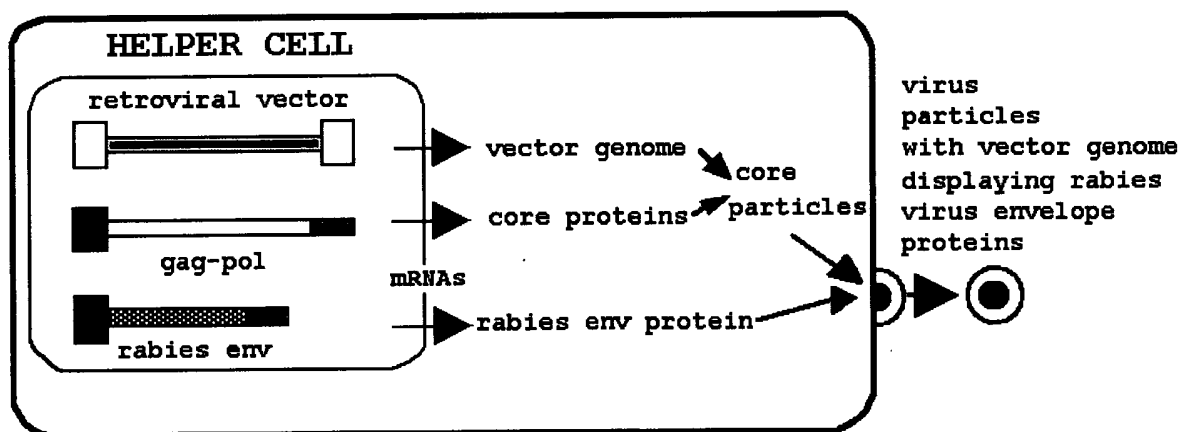 HELPER CELL
retroviral vector
vector genome
core
particles
core proteins
gag-pol
mRNAs
rabies env protein
rabies env
virus
particles
with vector genome
displaying rabies
virus envelope
proteins